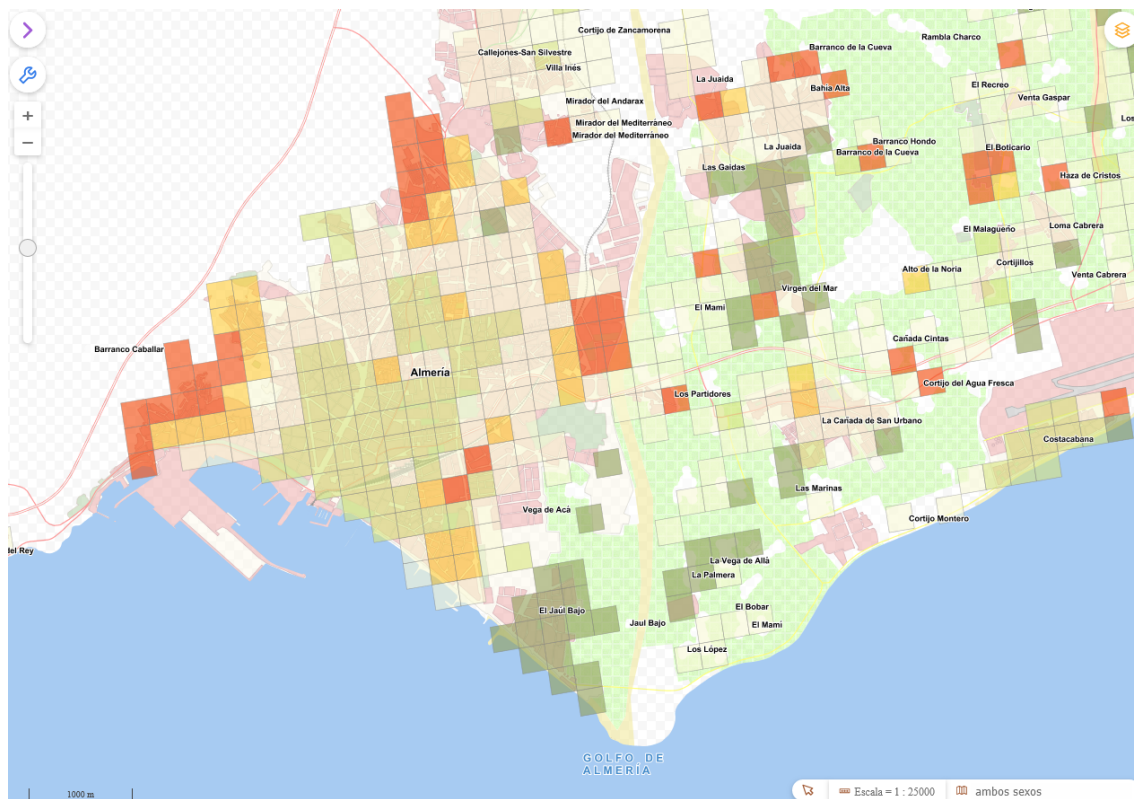 Cortijo de Zancamorena
Rambla Charco
Callejones-San Silvestre
Barranco de la Cueva
Villa Inés
La Juaida
El Recreo
Bahía Alta
Venta Gaspar
Mirador del Andarax
Los
Mirador del Mediterráneo
Mirador del Mediterráneo
Barranco Hondo
La Juaida
El Boticario
Barranco de la Cueva
Las Gaidas
Haza de Cristos
El Malagueño
Loma Cabrera
Cortijillos
Alto de la Noria
Venta Cabrera
Virgen del Mar
El Mami
Cañada Cintas
Barranco Caballar
Almería
Cortijo del Agua Fresca
Los Partidores
La Cañada de San Urbano
Costacabana
Las Marinas
Vega de Acá
Cortijo Montero
del Rey
La Vega de Allá
La Palmera
El Jaúl Bajo
El Bobar
Jaul Bajo
El Mami
Los López
GOLFO DE
ALMERÍA
1000 m
Escala = 1 : 25000
ambos sexos